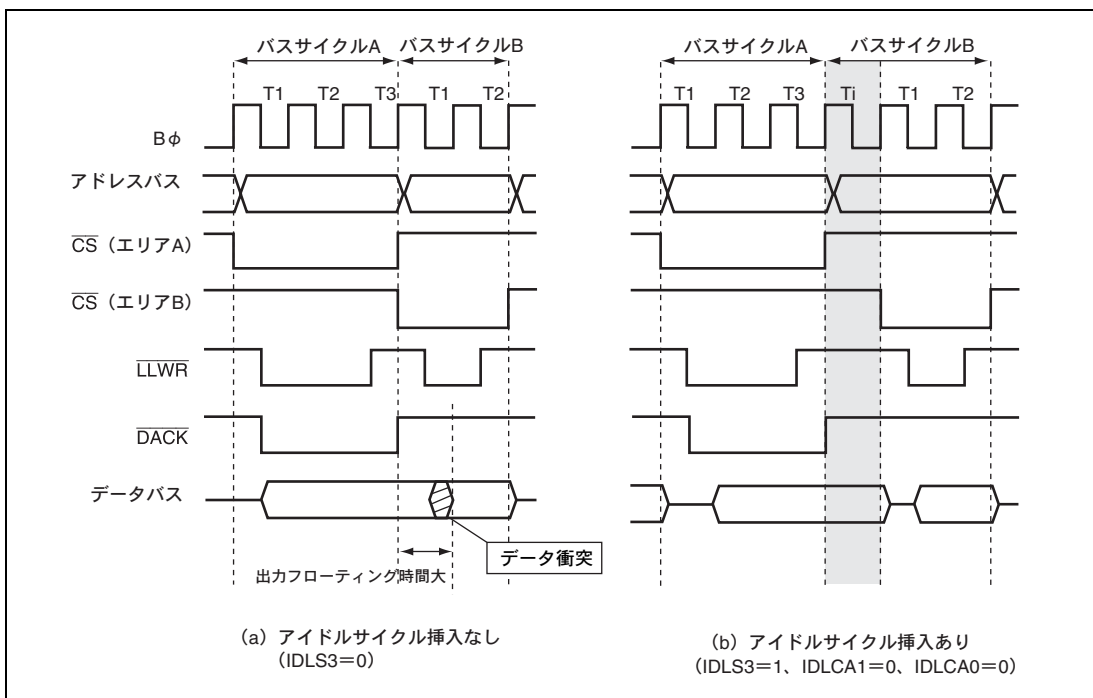 バスサイクルA バスサイクルB バスサイクルA バスサイクルB
T1 T2 T3 T1 T2 T1 T2 T3 Ti T1 T2
Bφ
アドレスバス
CS（エリアA）
CS（エリアB）
LLWR
DACK
データバス
データ衝突
出力フローティング時間大
(a) アイドルサイクル挿入なし
（IDLS3＝0）
(b) アイドルサイクル挿入あり
（IDLS3＝1、IDLCA1＝0、IDLCA0＝0）